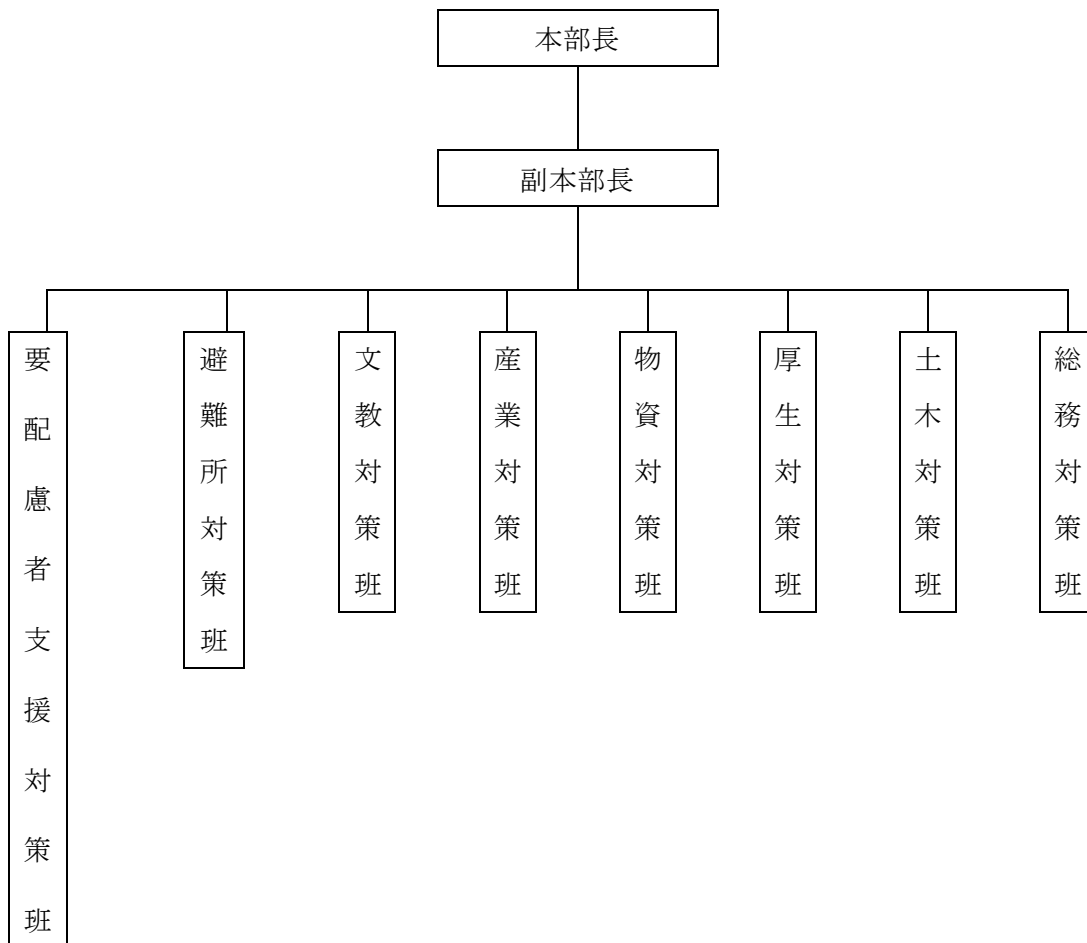 本部長
副本部長
総務対策班
土木対策班
厚生対策班
物資対策班
産業対策班
文教対策班
避難所対策班
要配慮者支援対策班